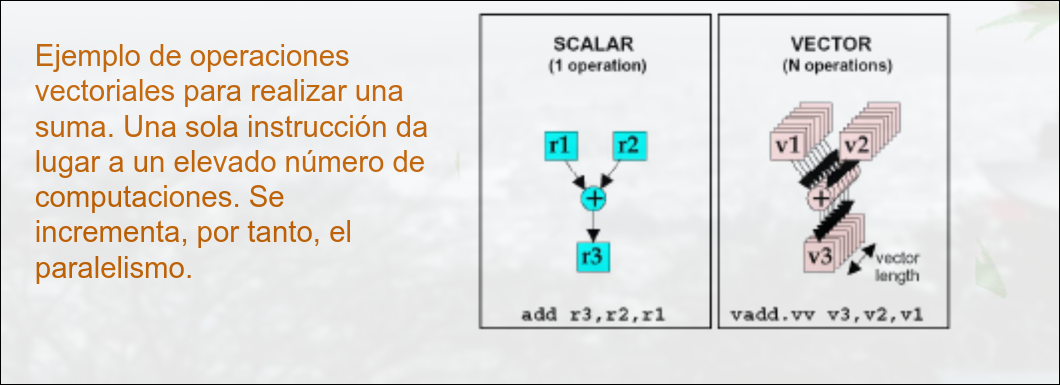 Ejemplo de operaciones
vectoriales para realizar una
suma. Una sola instrucción da
lugar a un elevado número de
computaciones. Se
incrementa, por tanto, el
paralelismo.
SCALAR
(1 operation)
r1 r2
+
r3
add r3,r2,r1
VECTOR
(N operations)
v1 v2
+
v3
vector
length
vadd.vv v3,v2,v1